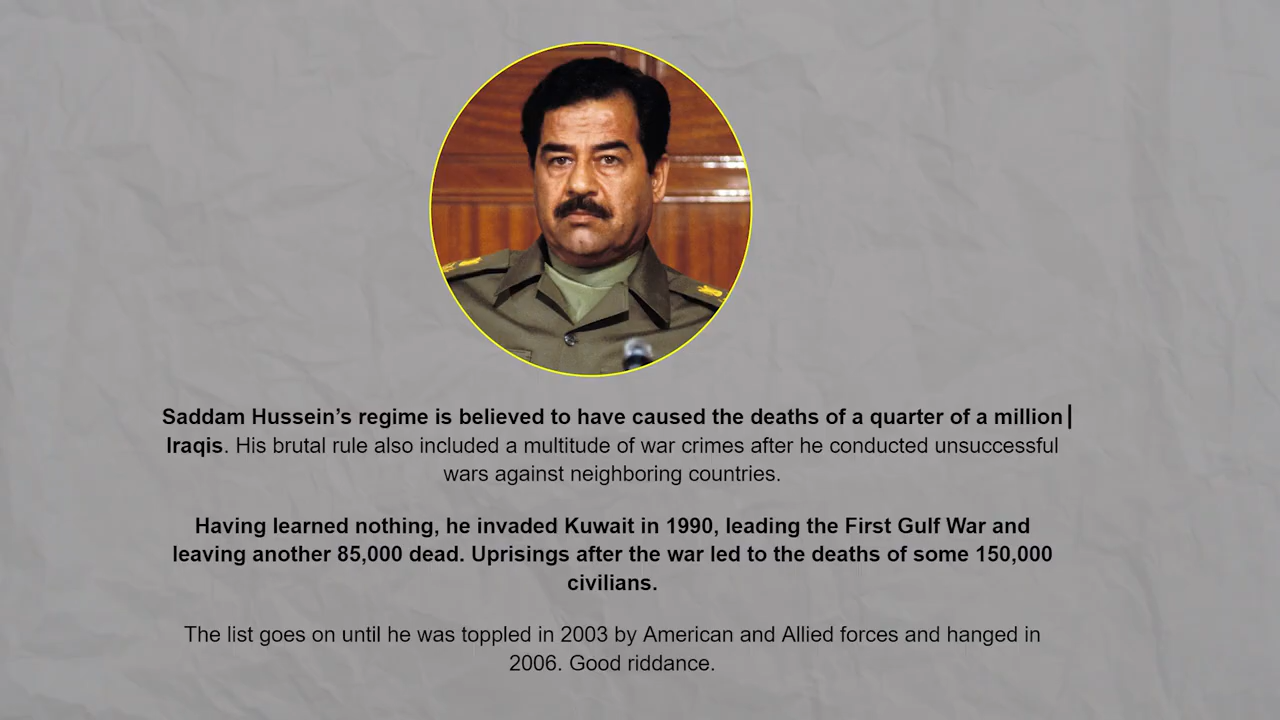 Saddam Hussein’s regime is believed to have caused the deaths of a quarter of a million
Iraqis. His brutal rule also included a multitude of war crimes after he conducted unsuccessful
wars against neighboring countries.
Having learned nothing, he invaded Kuwait in 1990, leading the First Gulf War and
leaving another 85,000 dead. Uprisings after the war led to the deaths of some 150,000
civilians.
The list goes on until he was toppled in 2003 by American and Allied forces and hanged in
2006. Good riddance.